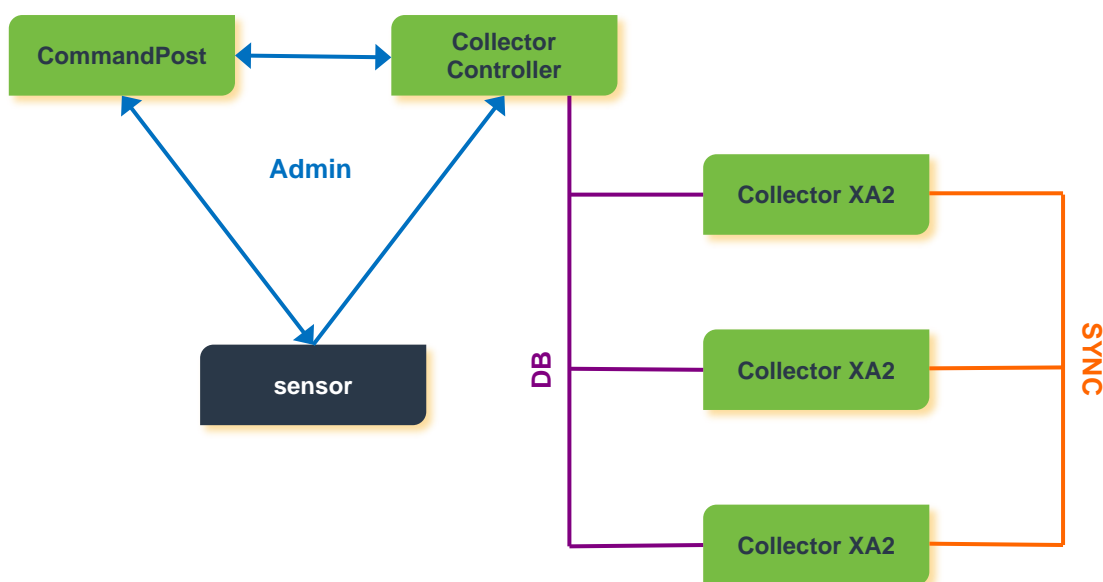 CommandPost
Collector
Controller
Admin
Collector XA2
sensor
DB
Collector XA2
SYNC
Collector XA2